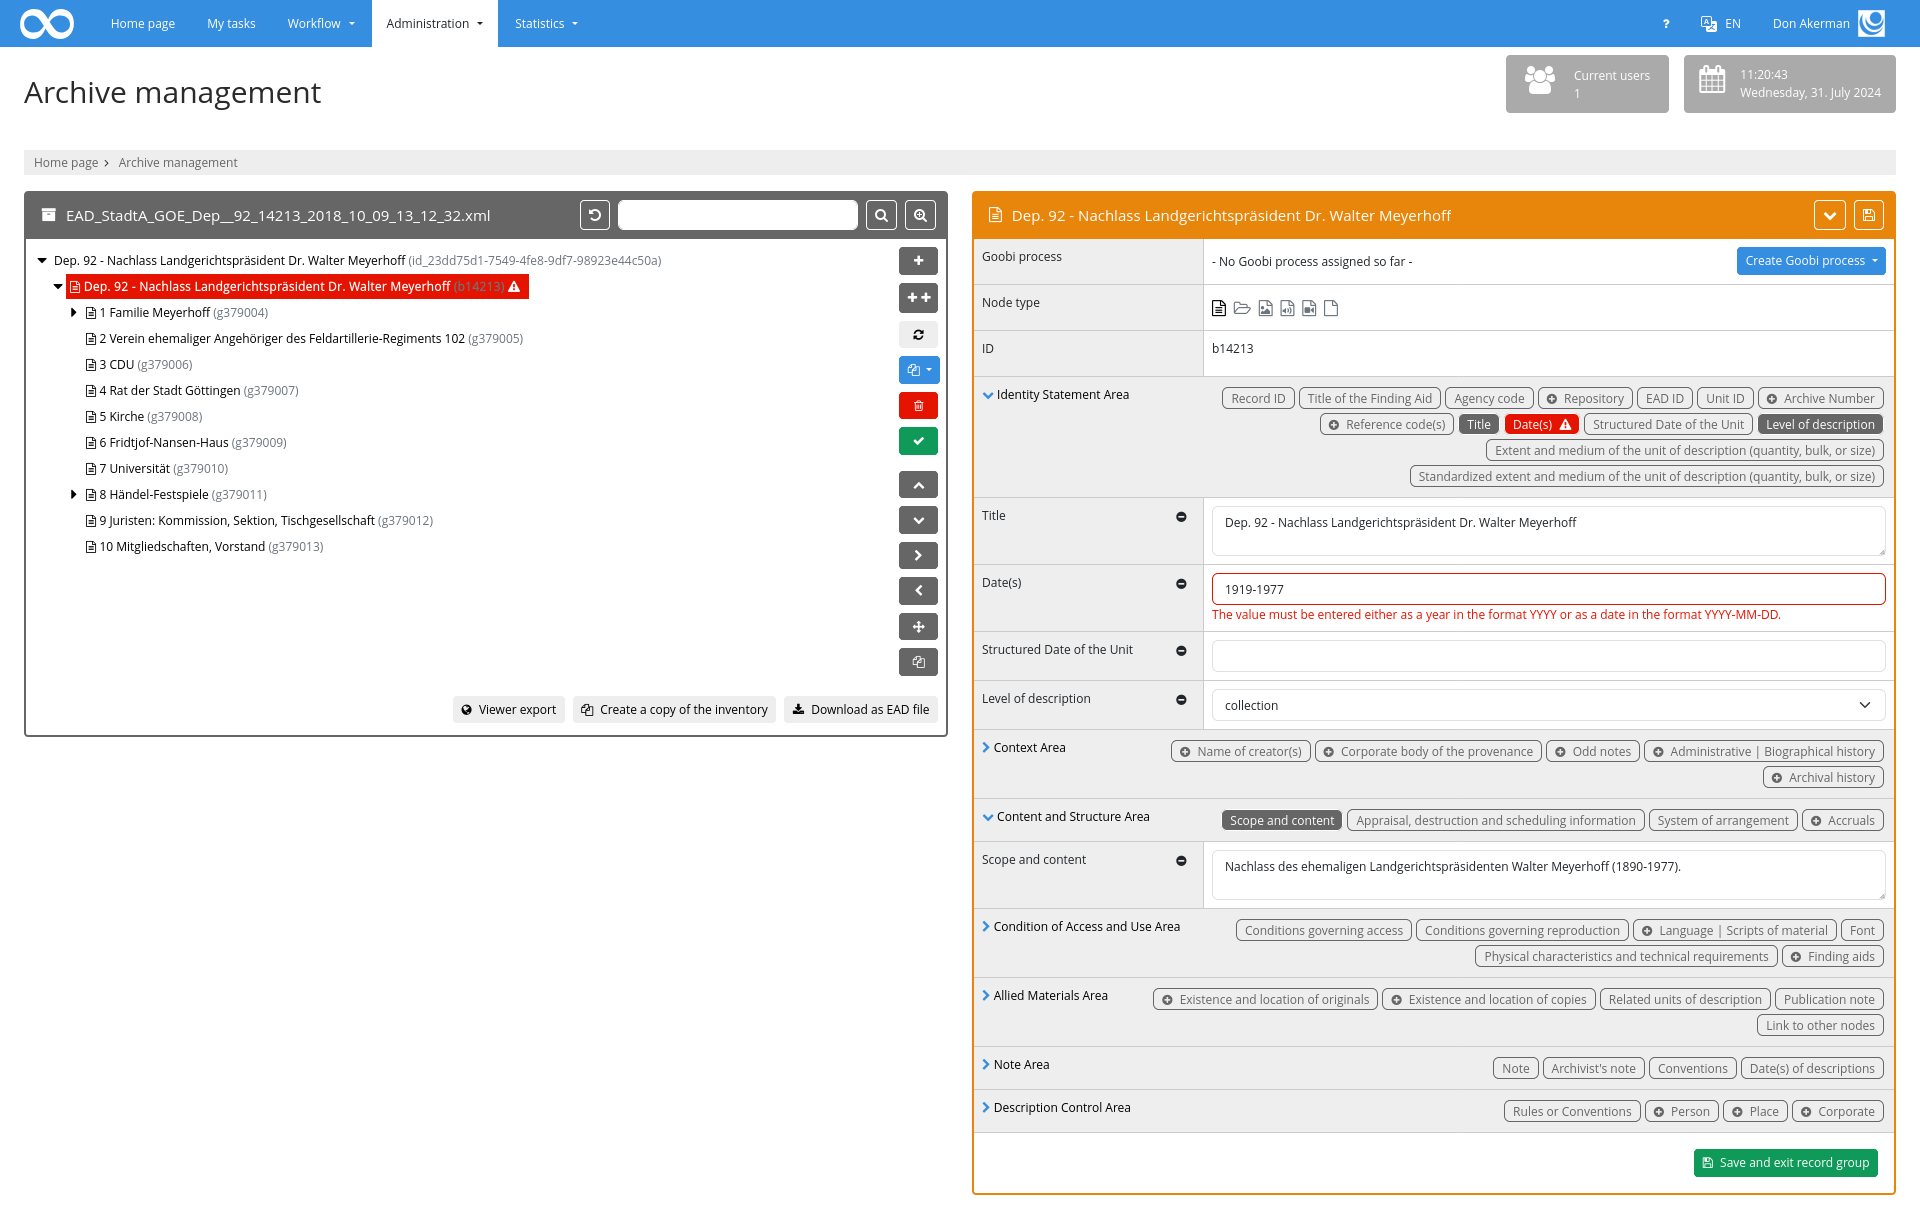 Home page My tasks Workflow Administration Statistics ? EN Don Akerman
Archive management
Current users
1
11:20:43
Wednesday, 31. July 2024
Home page › Archive management
EAD_StadtA_GOE_Dep__92_14213_2018_10_09_13_12_32.xml
Dep. 92 - Nachlass Landgerichtspräsident Dr. Walter Meyerhoff (id_23dd75d1-7549-4fe8-9df7-98923e44c50a)
Dep. 92 - Nachlass Landgerichtspräsident Dr. Walter Meyerhoff (b14213)
1 Familie Meyerhoff (g379004)
2 Verein ehemaliger Angehöriger des Feldartillerie-Regiments 102 (g379005)
3 CDU (g379006)
4 Rat der Stadt Göttingen (g379007)
5 Kirche (g379008)
6 Fridtjof-Nansen-Haus (g379009)
7 Universität (g379010)
8 Händel-Festspiele (g379011)
9 Juristen: Kommission, Sektion, Tischgesellschaft (g379012)
10 Mitgliedschaften, Vorstand (g379013)
Viewer export Create a copy of the inventory Download as EAD file
Dep. 92 - Nachlass Landgerichtspräsident Dr. Walter Meyerhoff
Goobi process - No Goobi process assigned so far - Create Goobi process
Node type
ID b14213
Identity Statement Area Record ID Title of the Finding Aid Agency code Repository EAD ID Unit ID Archive Number
Reference code(s) Title Date(s) Structured Date of the Unit Level of description
Extent and medium of the unit of description (quantity, bulk, or size)
Standardized extent and medium of the unit of description (quantity, bulk, or size)
Title Dep. 92 - Nachlass Landgerichtspräsident Dr. Walter Meyerhoff
Date(s) 1919-1977
The value must be entered either as a year in the format YYYY or as a date in the format YYYY-MM-DD.
Structured Date of the Unit
Level of description collection
Context Area Name of creator(s) Corporate body of the provenance Odd notes Administrative | Biographical history
Archival history
Content and Structure Area Scope and content Appraisal, destruction and scheduling information System of arrangement Accruals
Scope and content Nachlass des ehemaligen Landgerichtspräsidenten Walter Meyerhoff (1890-1977).
Condition of Access and Use Area Conditions governing access Conditions governing reproduction Language | Scripts of material Font
Physical characteristics and technical requirements Finding aids
Allied Materials Area Existence and location of originals Existence and location of copies Related units of description Publication note
Link to other nodes
Note Area Note Archivist's note Conventions Date(s) of descriptions
Description Control Area Rules or Conventions Person Place Corporate
Save and exit record group